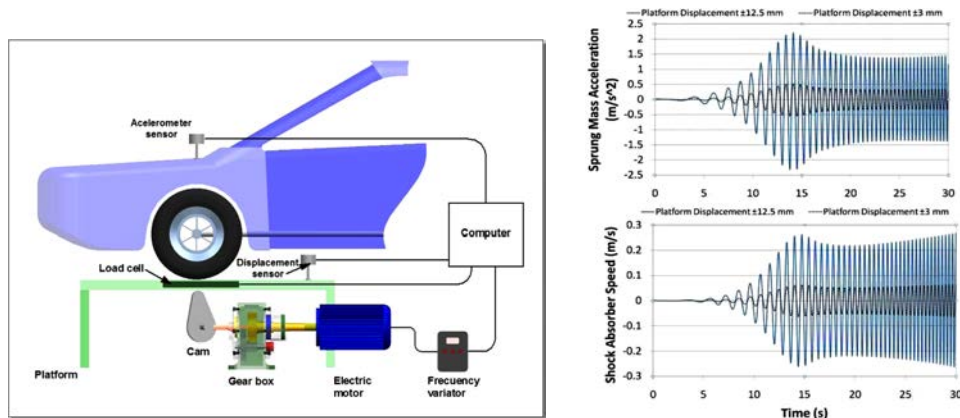 Acelerometer
sensor
Computer
Displacement
sensor
Load cell
Cam
Platform
Gear box
Electric
motor
Frecuency
variator
Platform Displacement ±12.5 mm
Platform Displacement ±3 mm
Sprung Mass Acceleration
(m/s^2)
2.5
2
1.5
1
0.5
0
-0.5
-1
-1.5
-2
-2.5
0 5 10 15 20 25 30
Platform Displacement ±12.5 mm
Platform Displacement ±3 mm
Shock Absorber Speed (m/s)
0.3
0.2
0.1
0
-0.1
-0.2
-0.3
0 5 10 15 20 25 30
Time (s)